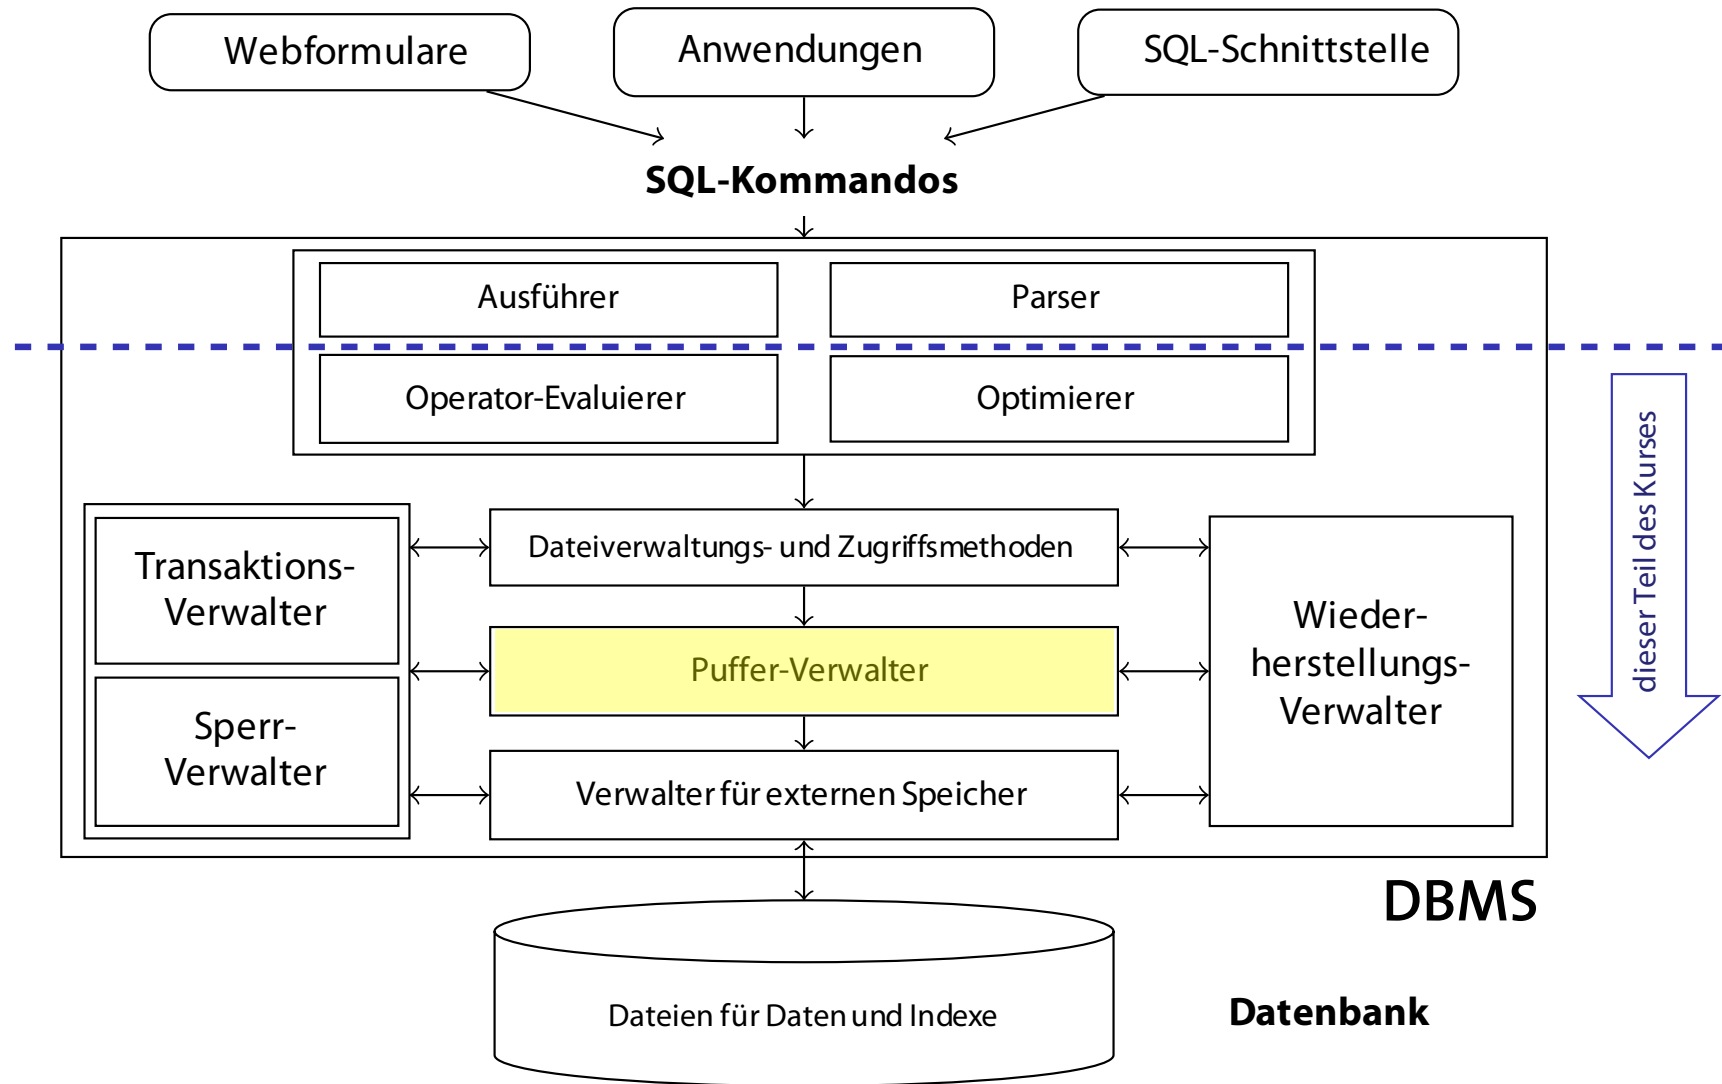 Webformulare
Anwendungen
SQL-Schnittstelle
SQL-Kommandos
Ausführer
Parser
Operator-Evaluierer
Optimierer
dieser Teil des Kurses
Transaktions-
Verwalter
Sperr-
Verwalter
Dateiverwaltungs- und Zugriffsmethoden
Puffer-Verwalter
Verwalter für externen Speicher
Wieder-
herstellungs-
Verwalter
DBMS
Dateien für Daten und Indexe
Datenbank